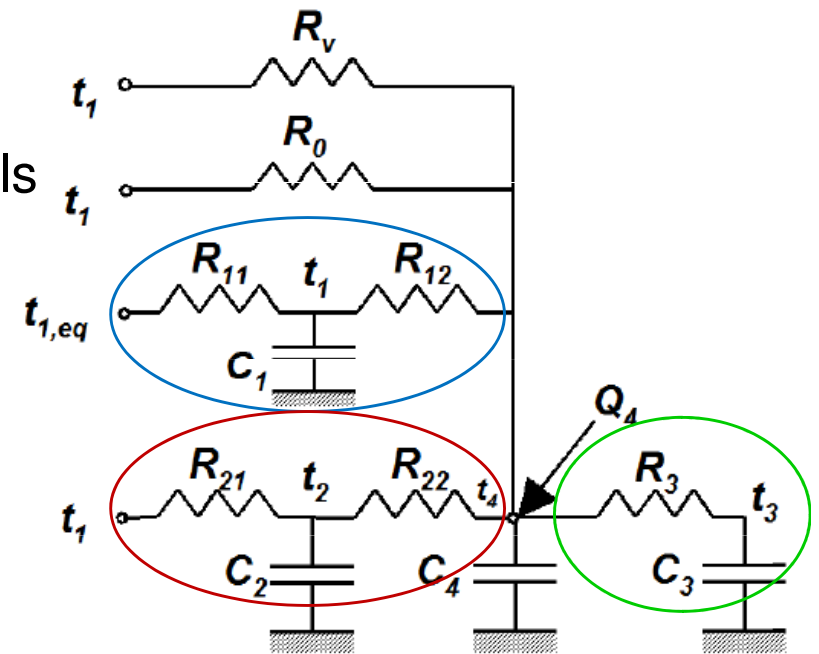 R_v
t_1
R_0
ls
t_1
R_11 t_1 R_12
t_1,eq
C_1
Q_4
R_21 t_2 R_22 t_4 R_3 t_3
t_1
C_2 C_4 C_3